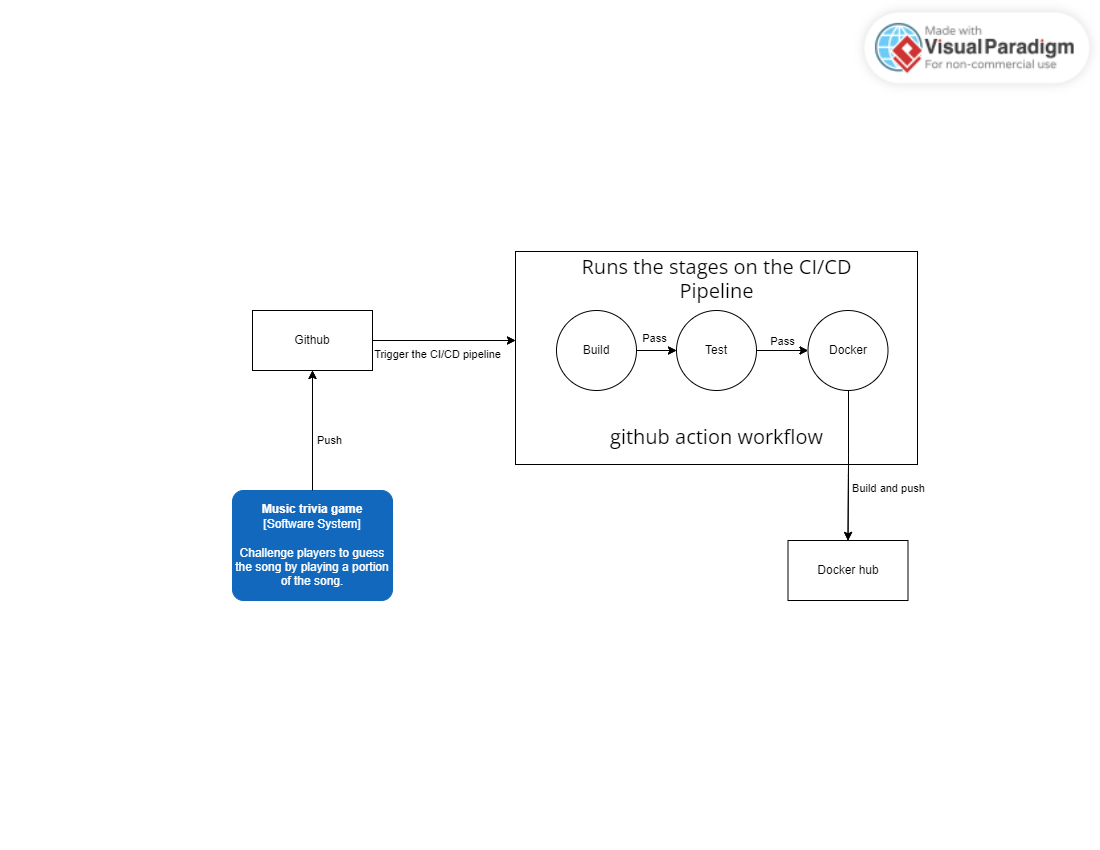 Made with
Visual Paradigm
For non-commercial use
Runs the stages on the CI/CD
Pipeline
Github
Trigger the CI/CD pipeline
Build
Pass
Test
Pass
Docker
github action workflow
Push
Build and push
Music trivia game
[Software System]
Challenge players to guess
the song by playing a portion
of the song.
Docker hub